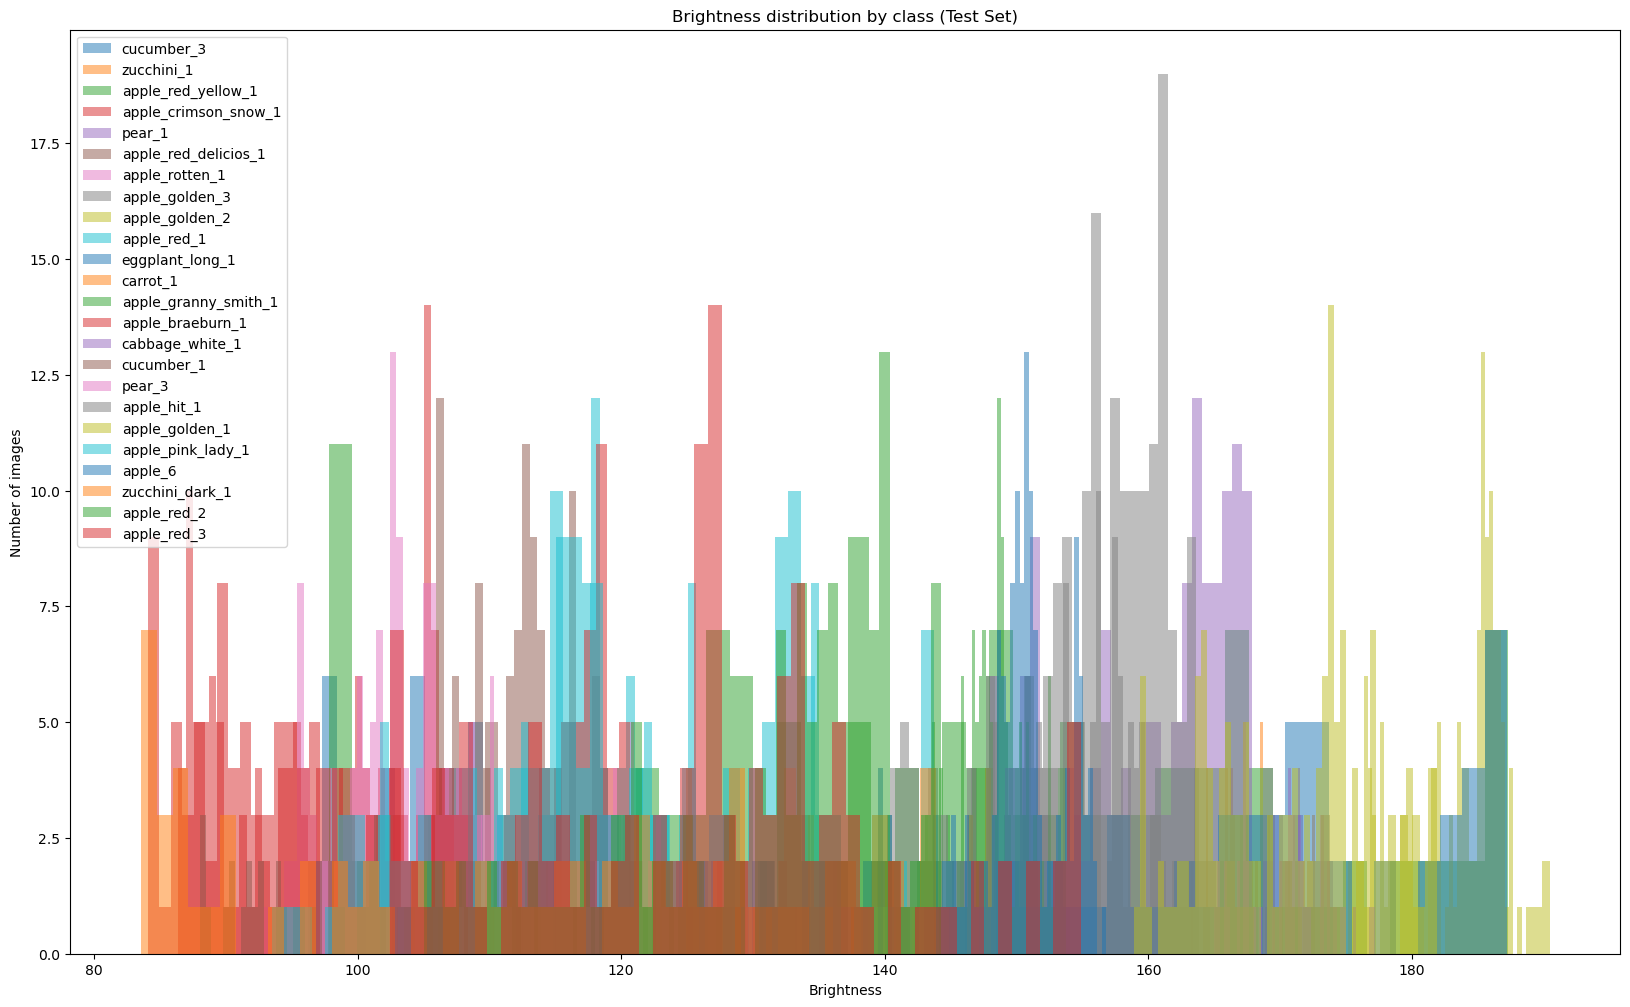 Brightness distribution by class (Test Set)
cucumber_3
zucchini_1
apple_red_yellow_1
apple_crimson_snow_1
pear_1
apple_red_delicios_1
apple_rotten_1
apple_golden_3
apple_golden_2
apple_red_1
eggplant_long_1
carrot_1
apple_granny_smith_1
apple_braeburn_1
cabbage_white_1
cucumber_1
pear_3
apple_hit_1
apple_golden_1
apple_pink_lady_1
apple_6
zucchini_dark_1
apple_red_2
apple_red_3
Number of images
17.5
15.0
12.5
10.0
7.5
5.0
2.5
0.0
80 100 120 140 160 180
Brightness